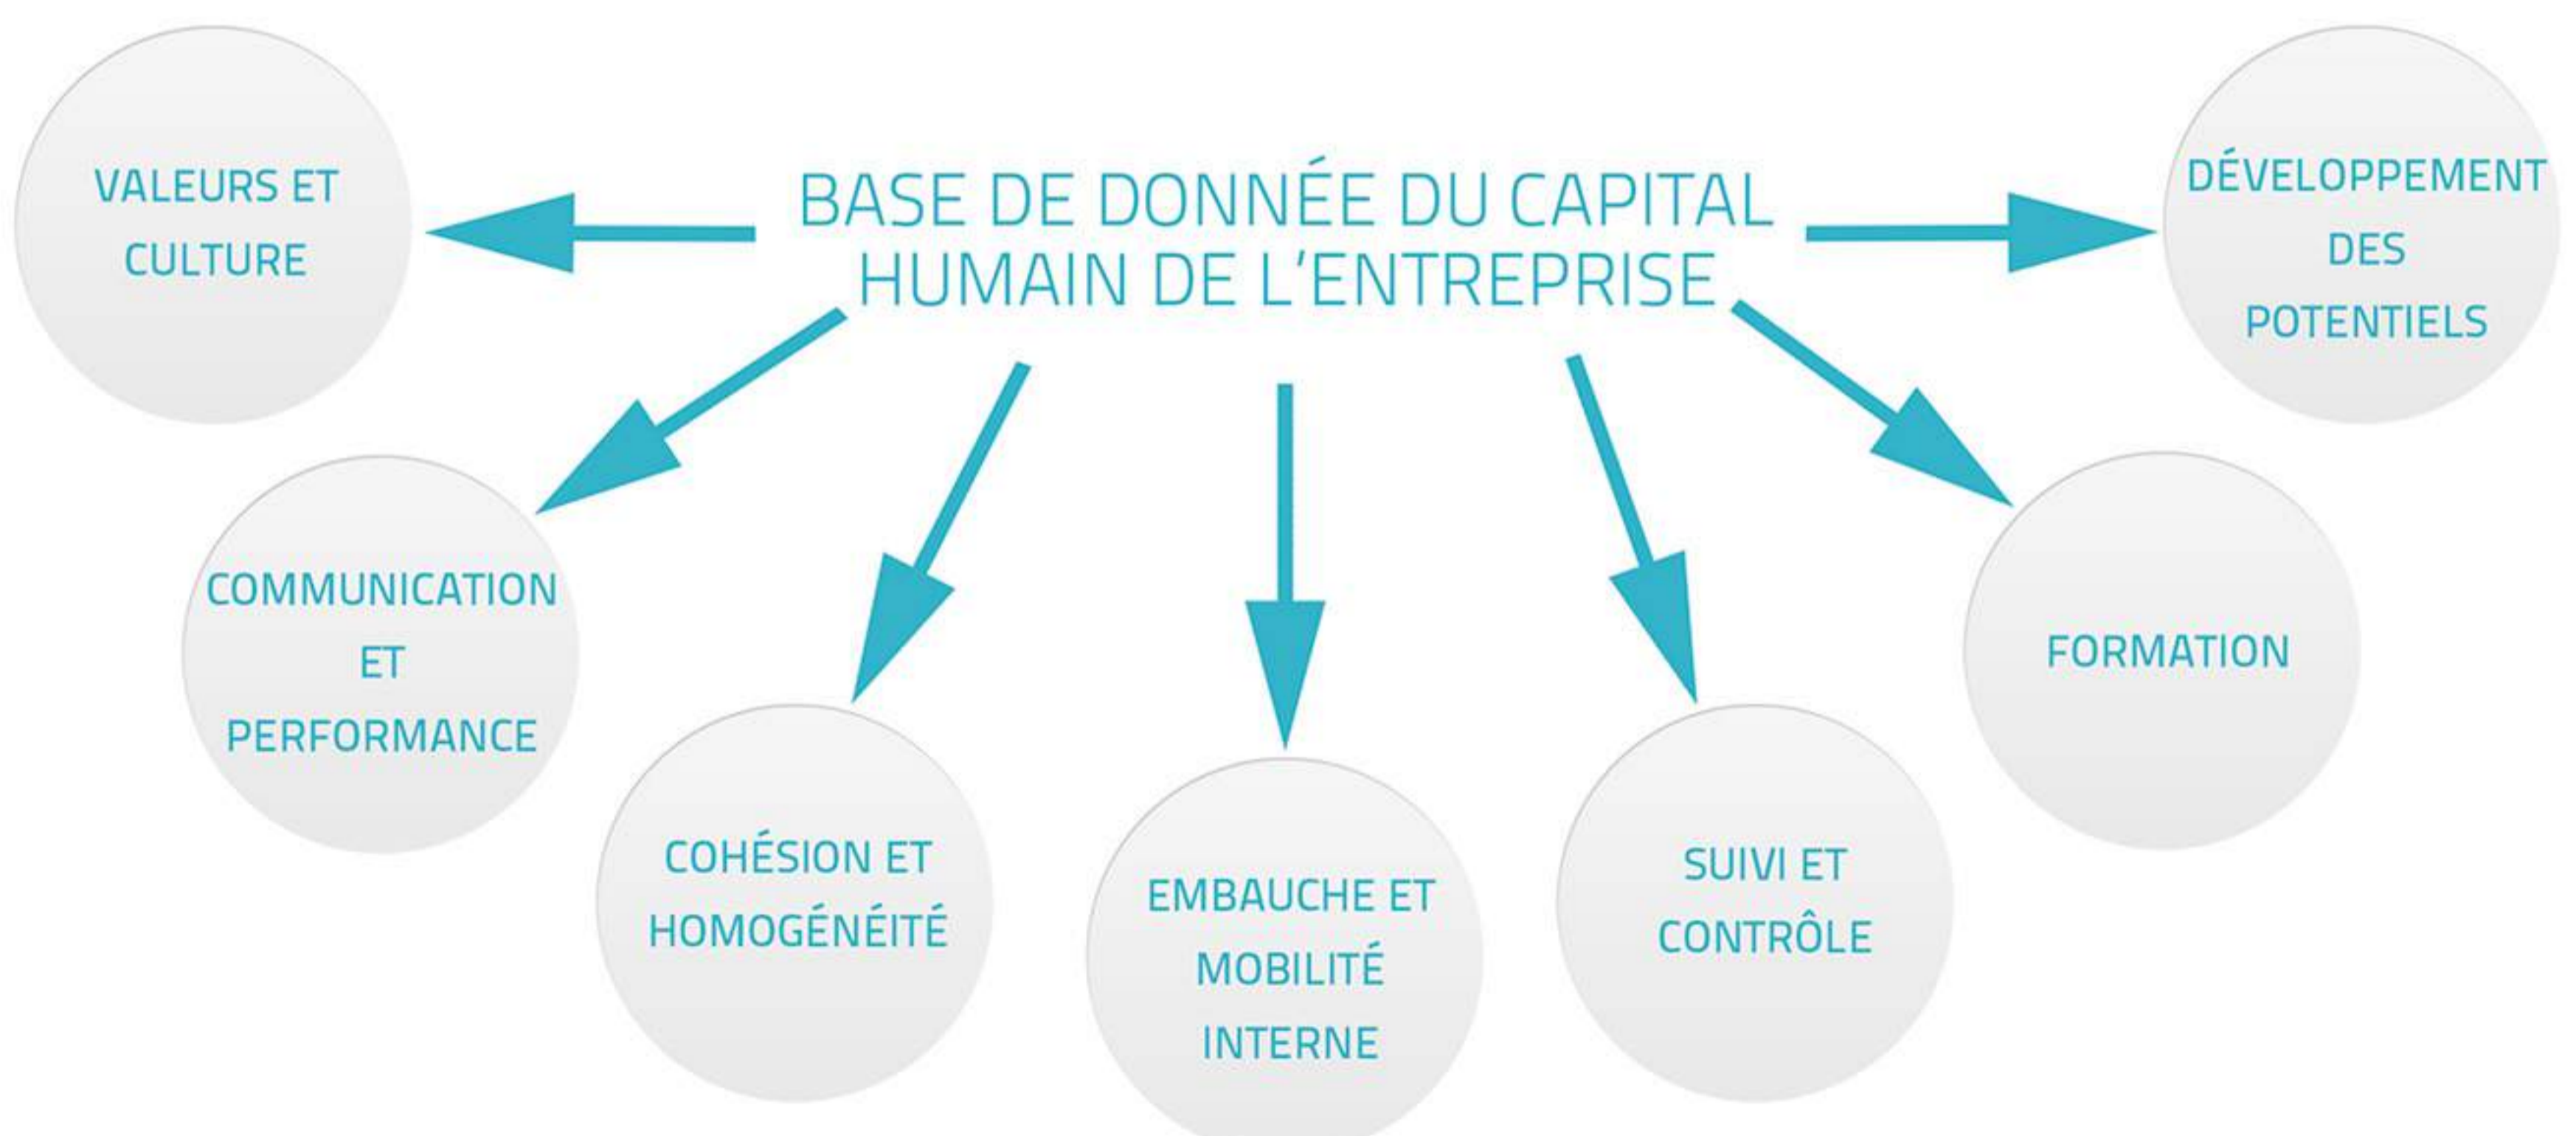 BASE DE DONNÉE DU CAPITAL
HUMAIN DE L'ENTREPRISE
VALEURS ET
CULTURE
COMMUNICATION
ET
PERFORMANCE
COHÉSION ET
HOMOGÉNÉITÉ
EMBAUCHE ET
MOBILITÉ
INTERNE
SUIVI ET
CONTRÔLE
FORMATION
DÉVELOPPEMENT
DES
POTENTIELS